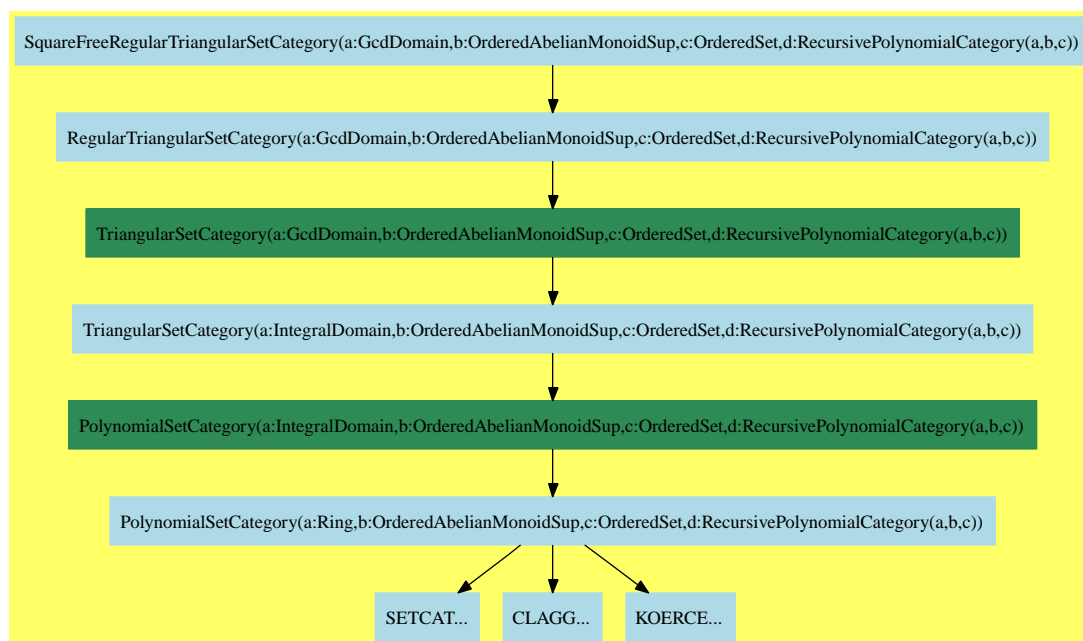 SquareFreeRegularTriangularSetCategory(a:GcdDomain,b:OrderedAbelianMonoidSup,c:OrderedSet,d:RecursivePolynomialCategory(a,b,c))
RegularTriangularSetCategory(a:GcdDomain,b:OrderedAbelianMonoidSup,c:OrderedSet,d:RecursivePolynomialCategory(a,b,c))
TriangularSetCategory(a:GcdDomain,b:OrderedAbelianMonoidSup,c:OrderedSet,d:RecursivePolynomialCategory(a,b,c))
TriangularSetCategory(a:IntegralDomain,b:OrderedAbelianMonoidSup,c:OrderedSet,d:RecursivePolynomialCategory(a,b,c))
PolynomialSetCategory(a:IntegralDomain,b:OrderedAbelianMonoidSup,c:OrderedSet,d:RecursivePolynomialCategory(a,b,c))
PolynomialSetCategory(a:Ring,b:OrderedAbelianMonoidSup,c:OrderedSet,d:RecursivePolynomialCategory(a,b,c))
SETCAT...
CLAGG...
KOERCE...